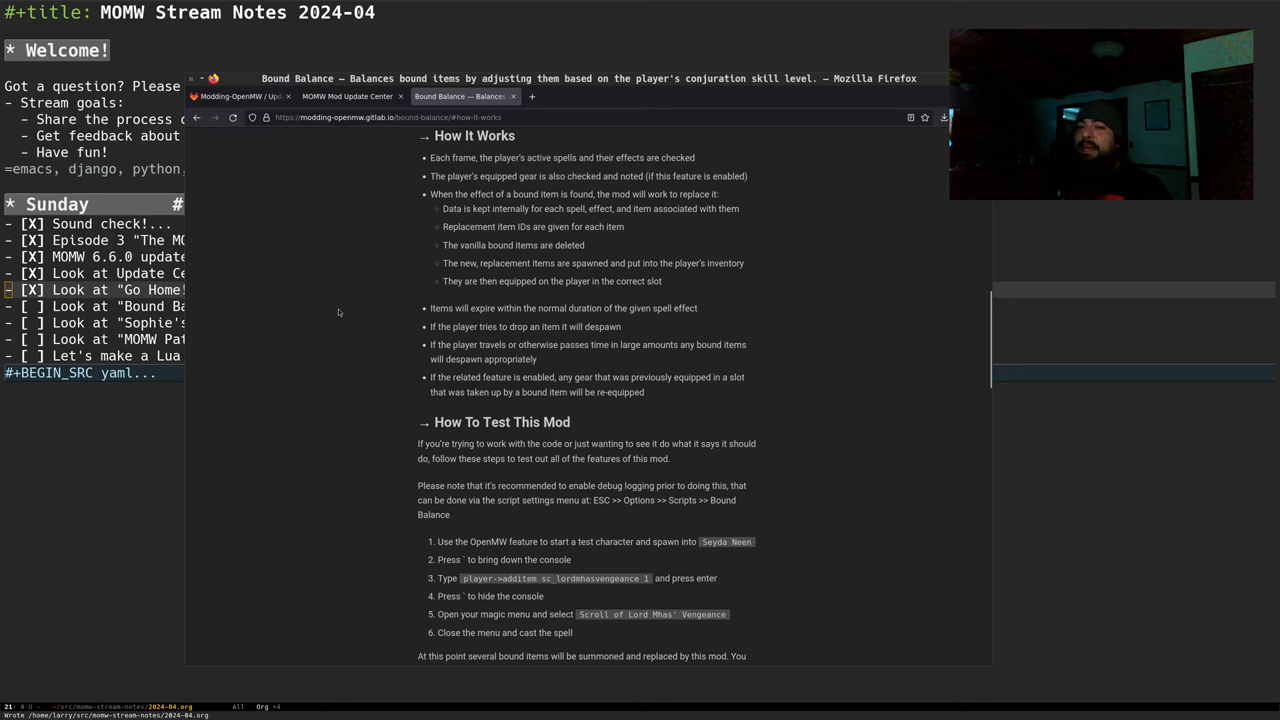 #+title: MOMW Stream Notes 2024-04
* Welcome!
Got a question? Please
- Stream goals:
- Share the process o
- Get feedback about
- Have fun!
=emacs, django, python,
* Sunday #
- [X] Sound check!...
- [X] Episode 3 "The MO
- [X] MOMW 6.6.0 update
- [X] Look at Update Ce
- [X] Look at "Go Home!
- [ ] Look at "Bound Ba
- [ ] Look at "Sophie's
- [ ] Look at "MOMW Pat
- [ ] Let's make a Lua
#+BEGIN_SRC yaml...
Bound Balance — Balances bound items by adjusting them based on the player's conjuration skill level. — Mozilla Firefox
Modding-OpenMW / Upd
MOMW Mod Update Center
Bound Balance — Balances
https://modding-openmw.gitlab.io/bound-balance/#how-it-works
→ How It Works
• Each frame, the player's active spells and their effects are checked
• The player's equipped gear is also checked and noted (if this feature is enabled)
• When the effect of a bound item is found, the mod will work to replace it:
○ Data is kept internally for each spell, effect, and item associated with them
○ Replacement item IDs are given for each item
○ The vanilla bound items are deleted
○ The new, replacement items are spawned and put into the player's inventory
○ They are then equipped on the player in the correct slot
• Items will expire within the normal duration of the given spell effect
• If the player tries to drop an item it will despawn
• If the player travels or otherwise passes time in large amounts any bound items
will despawn appropriately
• If the related feature is enabled, any gear that was previously equipped in a slot
that was taken up by a bound item will be re-equipped
→ How To Test This Mod
If you're trying to work with the code or just wanting to see it do what it says it should
do, follow these steps to test out all of the features of this mod.
Please note that it's recommended to enable debug logging prior to doing this, that
can be done via the script settings menu at: ESC >> Options >> Scripts >> Bound
Balance
1. Use the OpenMW feature to start a test character and spawn into Seyda Neen
2. Press ` to bring down the console
3. Type player->additem sc_lordmhasvengeance 1 and press enter
4. Press ` to hide the console
5. Open your magic menu and select Scroll of Lord Mhas' Vengeance
6. Close the menu and cast the spell
At this point several bound items will be summoned and replaced by this mod. You
21: 0 U - ~/src/momw-stream-notes/2024-04.org All Org +4
Wrote /home/larry/src/momw-stream-notes/2024-04.org